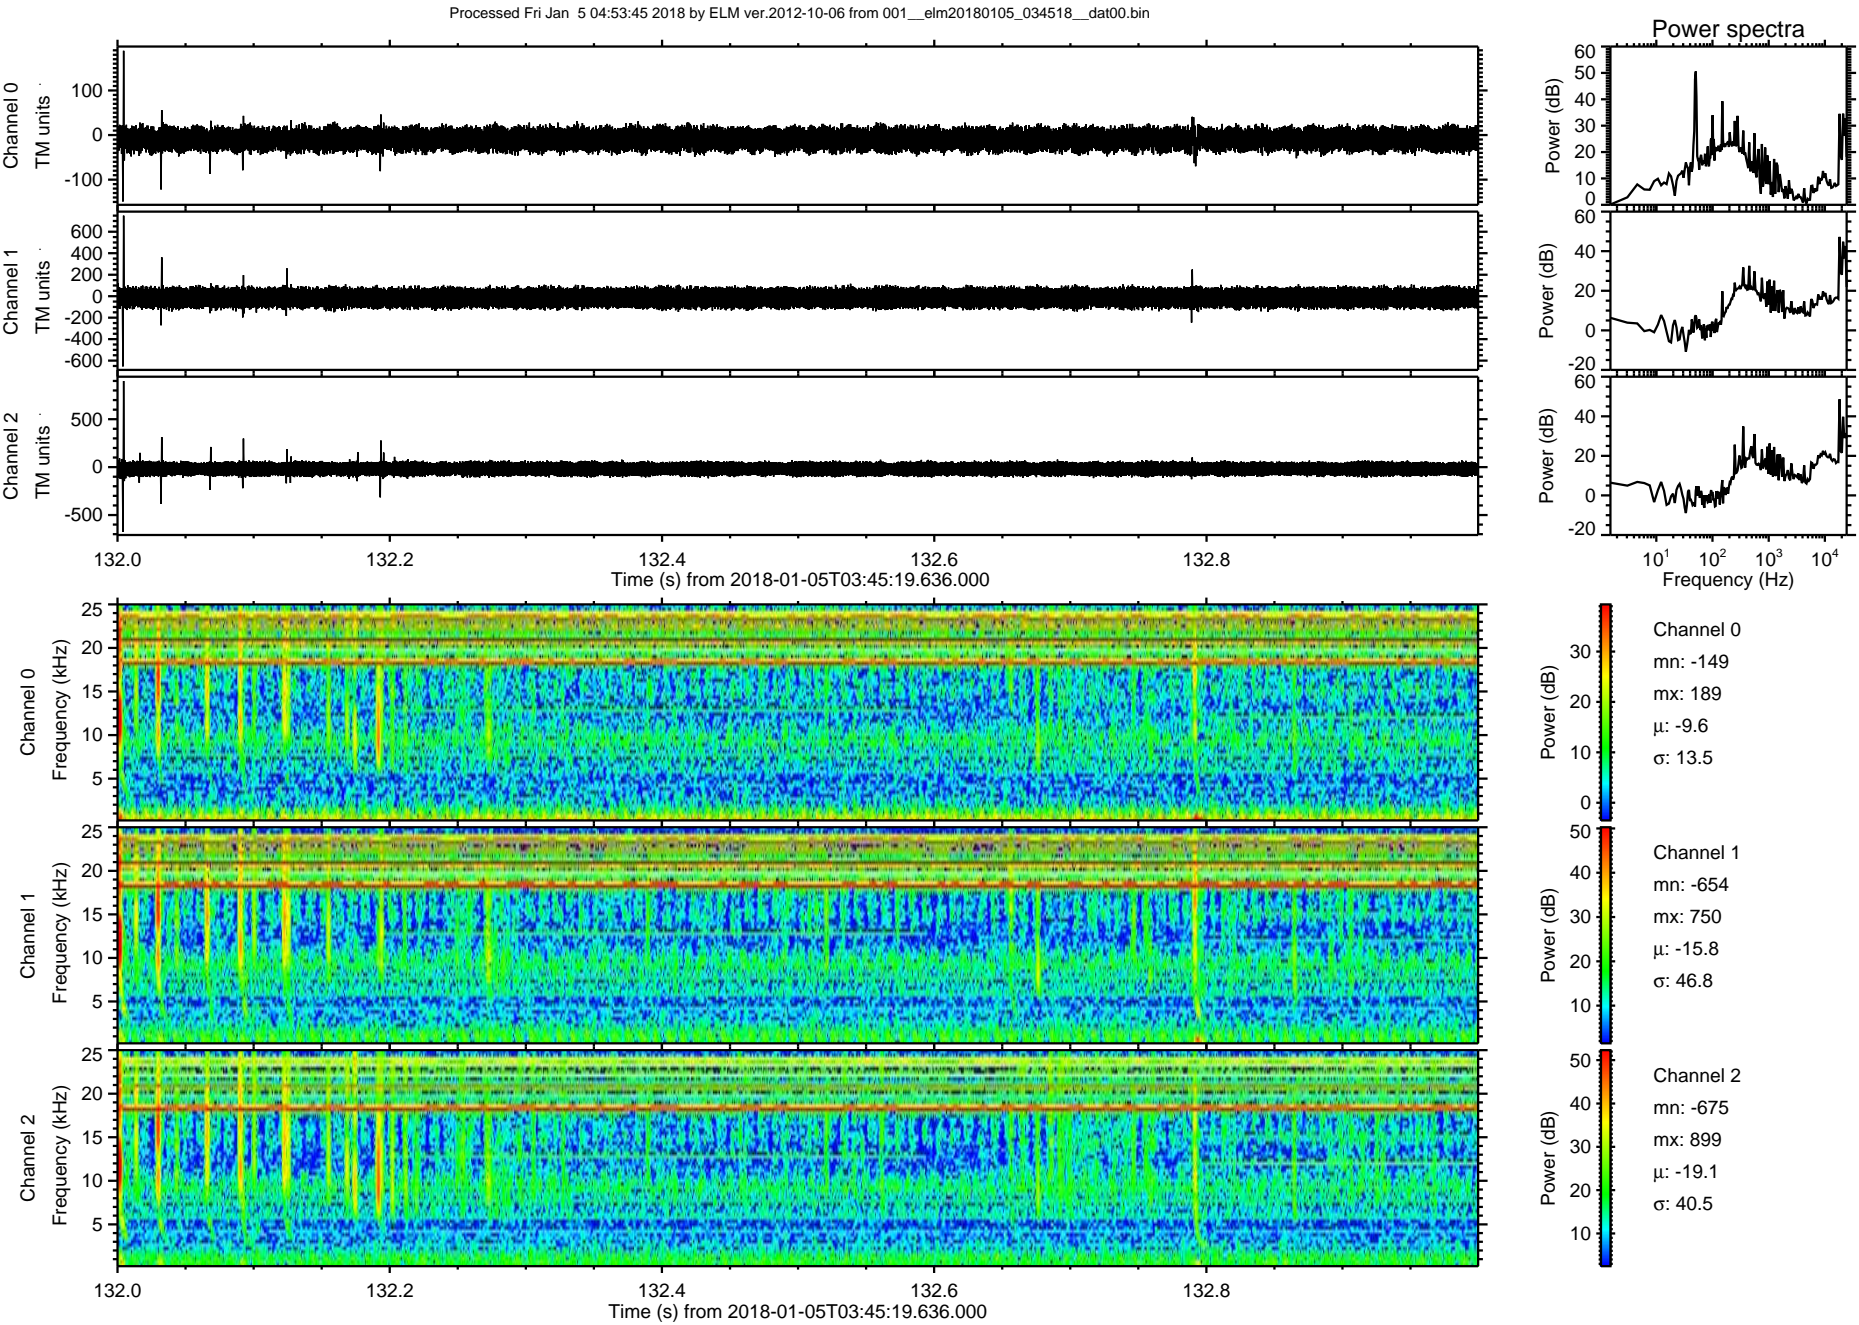 Processed Fri Jan  5 04:53:45 2018 by ELM ver.2012-10-06 from 001__elm20180105_034518__dat00.bin
Power spectra
Channel 0
TM units
100
0
-100
Power (dB)
60
50
40
30
20
10
0
Channel 1
TM units
600
400
200
0
-200
-400
-600
Power (dB)
60
40
20
0
-20
Channel 2
TM units
500
0
-500
Power (dB)
60
40
20
0
-20
132.0 132.2 132.4 132.6 132.8
Time (s) from 2018-01-05T03:45:19.636.000
10^1 10^2 10^3 10^4
Frequency (Hz)
Channel 0
Frequency (kHz)
25
20
15
10
5
Power (dB)
30
20
10
0
Channel 0
mn: -149
mx: 189
μ: -9.6
σ: 13.5
Channel 1
Frequency (kHz)
25
20
15
10
5
Power (dB)
50
40
30
20
10
Channel 1
mn: -654
mx: 750
μ: -15.8
σ: 46.8
Channel 2
Frequency (kHz)
25
20
15
10
5
Power (dB)
50
40
30
20
10
Channel 2
mn: -675
mx: 899
μ: -19.1
σ: 40.5
132.0 132.2 132.4 132.6 132.8
Time (s) from 2018-01-05T03:45:19.636.000